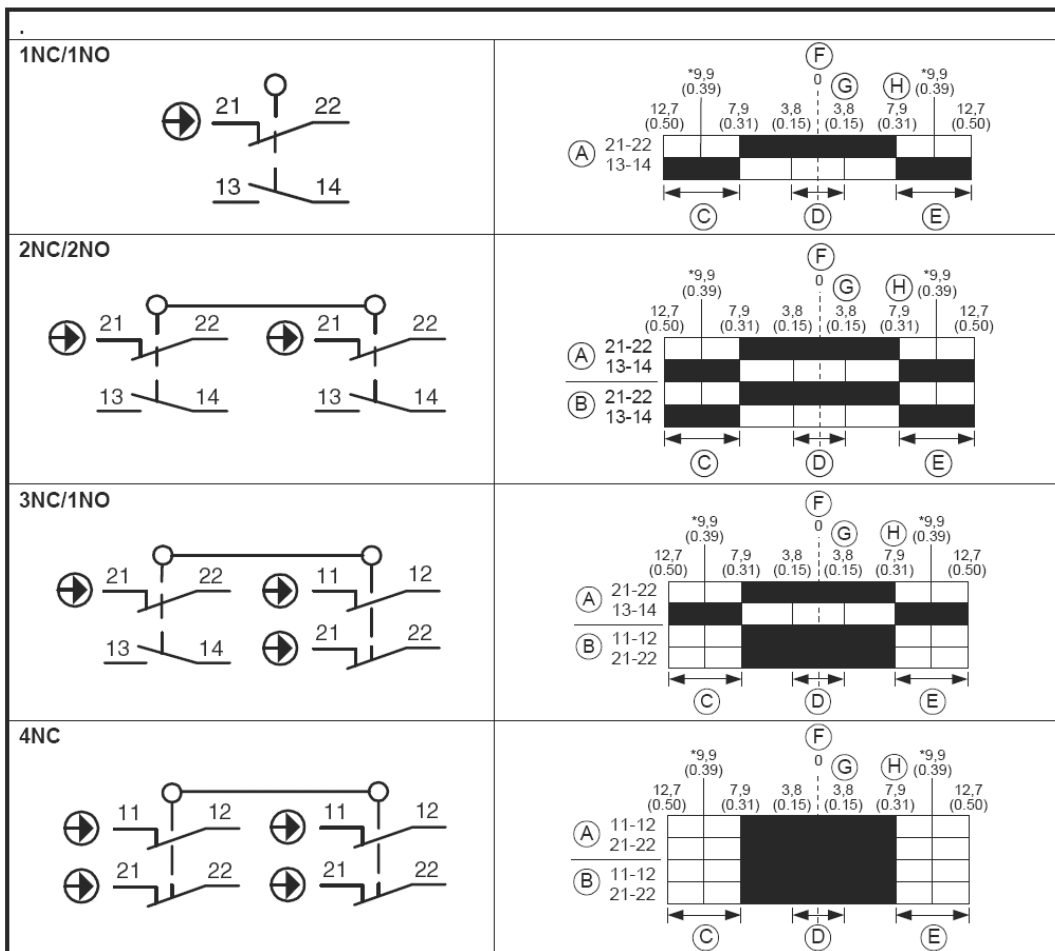 .
1NC/1NO
21 22
13 14
F
0
*9,9 G H *9,9
(0.39) (0.39)
12,7 7,9 3,8 3,8 7,9 12,7
(0.50) (0.31) (0.15) (0.15) (0.31) (0.50)
A 21-22
13-14
C D E
2NC/2NO
21 22 21 22
13 14 13 14
F
0
*9,9 G H *9,9
(0.39) (0.39)
12,7 7,9 3,8 3,8 7,9 12,7
(0.50) (0.31) (0.15) (0.15) (0.31) (0.50)
A 21-22
13-14
B 21-22
13-14
C D E
3NC/1NO
21 22 11 12
13 14 21 22
F
0
*9,9 G H *9,9
(0.39) (0.39)
12,7 7,9 3,8 3,8 7,9 12,7
(0.50) (0.31) (0.15) (0.15) (0.31) (0.50)
A 21-22
13-14
B 11-12
21-22
C D E
4NC
11 12 11 12
21 22 21 22
F
0
*9,9 G H *9,9
(0.39) (0.39)
12,7 7,9 3,8 3,8 7,9 12,7
(0.50) (0.31) (0.15) (0.15) (0.31) (0.50)
A 11-12
21-22
B 11-12
21-22
C D E